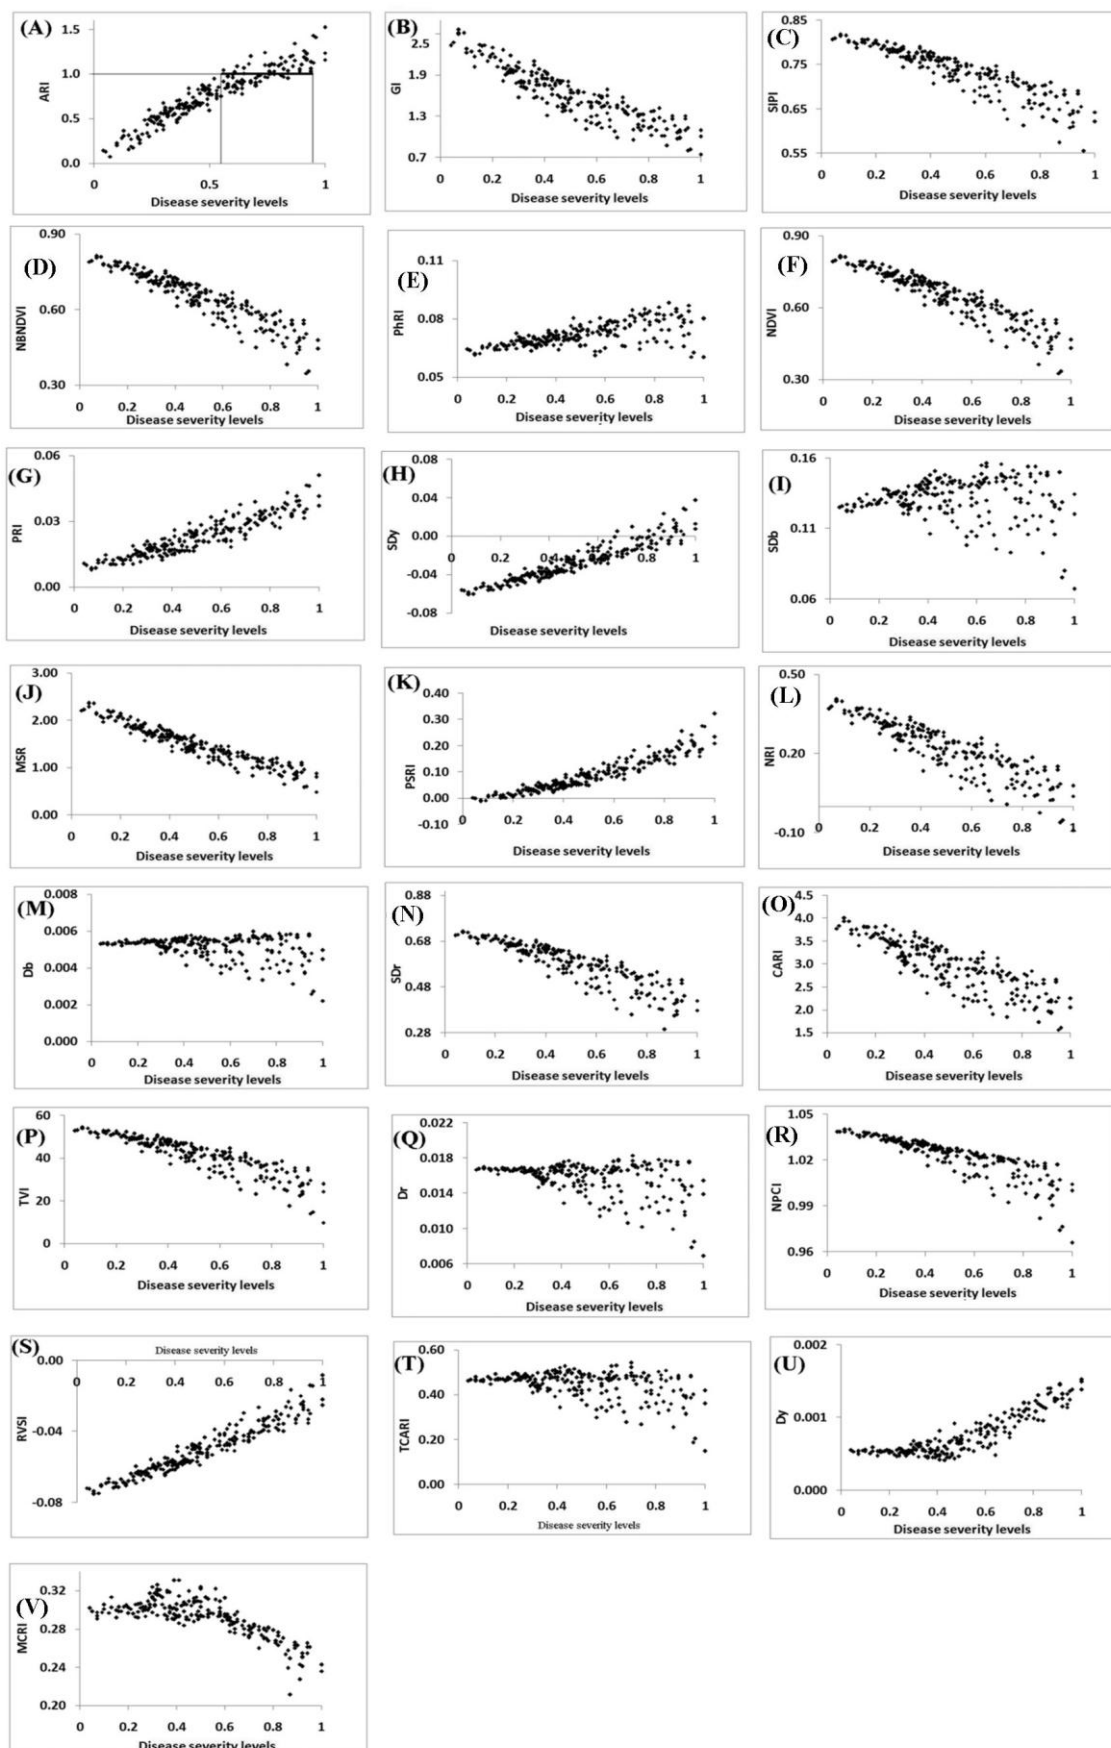 (A)
ARI
1.5
1.0
0.5
0.0
0 0.5 1
Disease severity levels
(B)
GI
2.5
1.9
1.3
0.7
0 0.2 0.4 0.6 0.8 1
Disease severity levels
(C)
SIPI
0.85
0.75
0.65
0.55
0 0.2 0.4 0.6 0.8 1
Disease severity levels
(D)
NBNDVI
0.90
0.60
0.30
0 0.2 0.4 0.6 0.8 1
Disease severity levels
(E)
PhRI
0.11
0.08
0.05
0 0.2 0.4 0.6 0.8 1
Disease severity levels
(F)
NDVI
0.90
0.60
0.30
0 0.2 0.4 0.6 0.8 1
Disease severity levels
(G)
PRI
0.06
0.03
0.00
0 0.2 0.4 0.6 0.8 1
Disease severity levels
(H)
SDy
0.08
0.04
0.00
-0.04
-0.08
0 0.2 0.4 0.6 0.8 1
Disease severity levels
(I)
SDb
0.16
0.11
0.06
0 0.2 0.4 0.6 0.8 1
Disease severity levels
(J)
MSR
3.00
2.00
1.00
0.00
0 0.2 0.4 0.6 0.8 1
Disease severity levels
(K)
PSRI
0.40
0.30
0.20
0.10
0.00
-0.10
0 0.2 0.4 0.6 0.8 1
Disease severity levels
(L)
NRI
0.50
0.20
-0.10
0 0.2 0.4 0.6 0.8 1
Disease severity levels
(M)
Db
0.008
0.006
0.004
0.002
0.000
0 0.2 0.4 0.6 0.8 1
Disease severity levels
(N)
SDr
0.88
0.68
0.48
0.28
0 0.2 0.4 0.6 0.8 1
Disease severity levels
(O)
CARI
4.5
4.0
3.5
3.0
2.5
2.0
1.5
0 0.2 0.4 0.6 0.8 1
Disease severity levels
(P)
TVI
60
40
20
0
0 0.2 0.4 0.6 0.8 1
Disease severity levels
(Q)
Dr
0.022
0.018
0.014
0.010
0.006
0 0.2 0.4 0.6 0.8 1
Disease severity levels
(R)
NPCI
1.05
1.02
0.99
0.96
0 0.2 0.4 0.6 0.8 1
Disease severity levels
(S)
Disease severity levels
RVSI
0.00
-0.04
-0.08
0 0.2 0.4 0.6 0.8 1
(T)
TCARI
0.60
0.40
0.20
0.00
0 0.2 0.4 0.6 0.8 1
Disease severity levels
(U)
Dy
0.002
0.001
0.000
0 0.2 0.4 0.6 0.8 1
Disease severity levels
(V)
MCRI
0.32
0.28
0.24
0.20
0 0.2 0.4 0.6 0.8 1
Disease severity levels